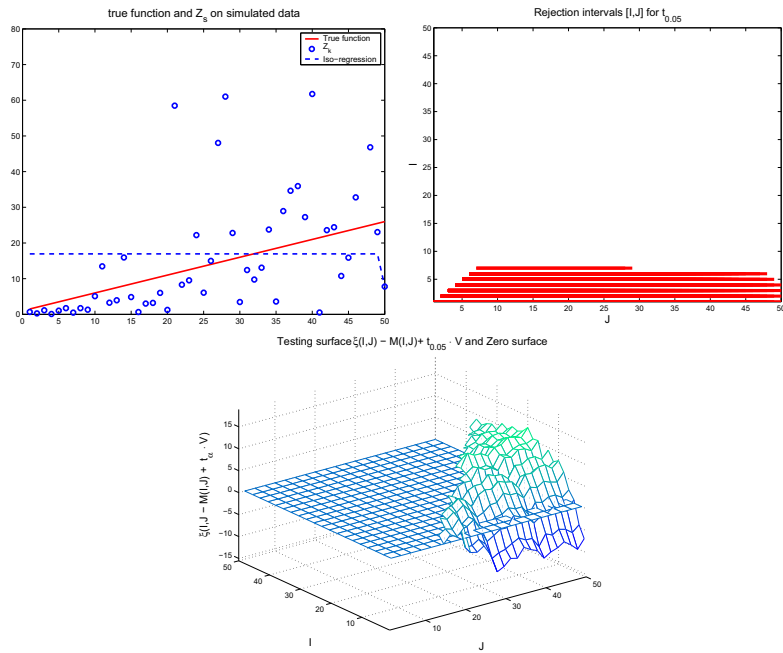 true function and Z_s on simulated data
True function
Z_k
Iso−regression
80
70
60
50
40
30
20
10
0
0 5 10 15 20 25 30 35 40 45 50
Rejection intervals [I,J] for t_0.05
50
45
40
35
30
25
20
15
10
5
I
5 10 15 20 25 30 35 40 45 50
J
Testing surface ξ(I,J) − M(I,J)+ t_0.05 · V and Zero surface
ξ(I,J − M(I,J) + t_α · V)
15
10
5
0
−5
−10
−15
50
40
30
20
10
I
10
20
30
40
50
J